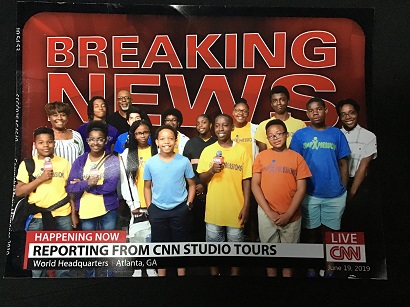 BREAKING
NEWS
HAPPENING NOW
REPORTING FROM CNN STUDIO TOURS
World Headquarters Atlanta, GA
LIVE
CNN
June 19, 2019